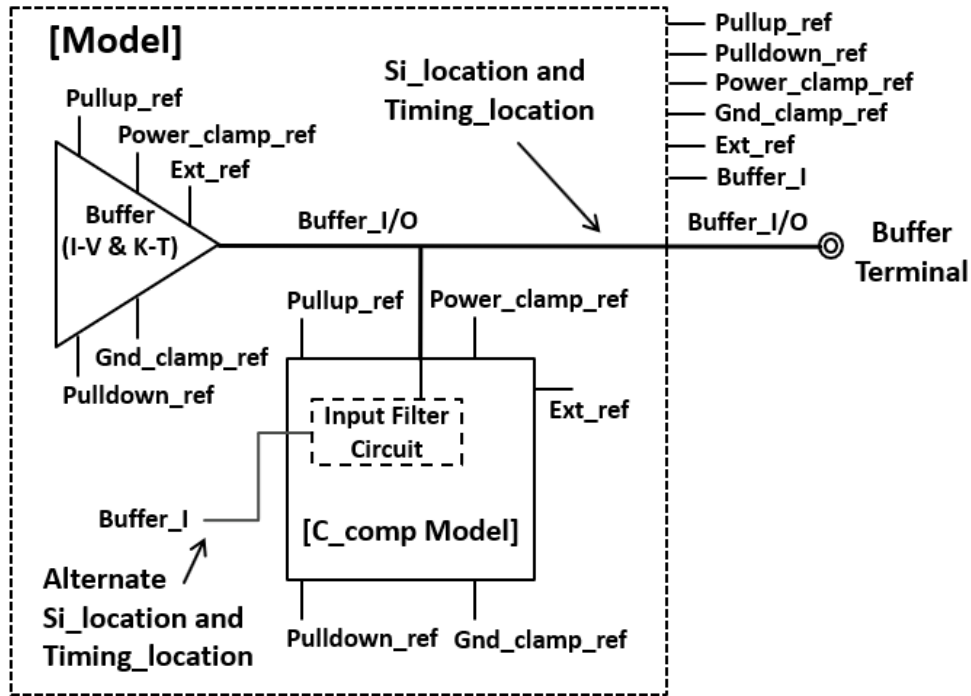 [Model]
Pullup_ref
Power_clamp_ref
Ext_ref
Buffer
(I-V & K-T)
Gnd_clamp_ref
Pulldown_ref
Buffer_I/O
Si_location and
Timing_location
Pullup_ref
Pulldown_ref
Power_clamp_ref
Gnd_clamp_ref
Ext_ref
Buffer_I
Buffer_I/O
Buffer
Terminal
Pullup_ref
Power_clamp_ref
Ext_ref
Input Filter
Circuit
[C_comp Model]
Pulldown_ref
Gnd_clamp_ref
Buffer_I
Alternate
Si_location and
Timing_location